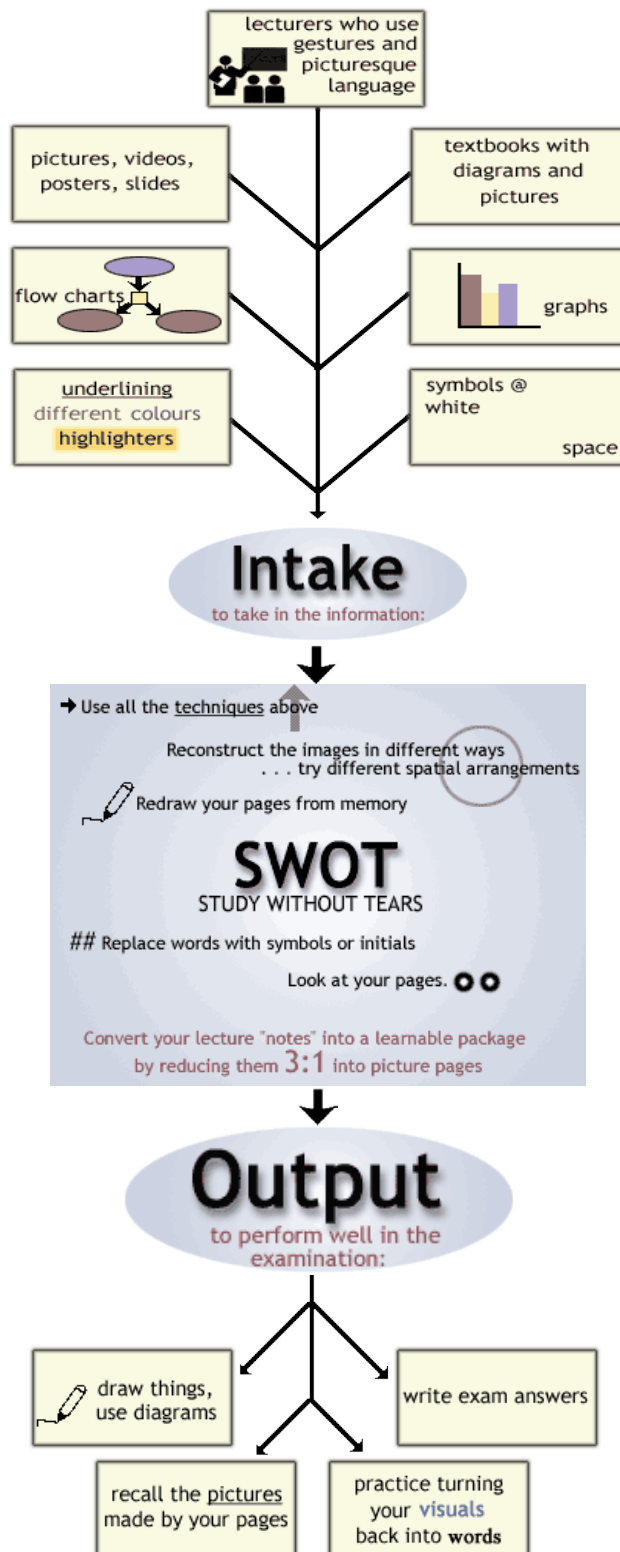 lecturers who use
gestures and
picturesque
language
pictures, videos,
posters, slides
textbooks with
diagrams and
pictures
flow charts
graphs
underlining
different colours
highlighters
symbols @
white
space
Intake
to take in the information:
Use all the techniques above
Reconstruct the images in different ways
. . . try different spatial arrangements
Redraw your pages from memory
SWOT
STUDY WITHOUT TEARS
## Replace words with symbols or initials
Look at your pages.
Convert your lecture "notes" into a learnable package
by reducing them 3:1 into picture pages
Output
to perform well in the
examination:
draw things,
use diagrams
write exam answers
recall the pictures
made by your pages
practice turning
your visuals
back into words